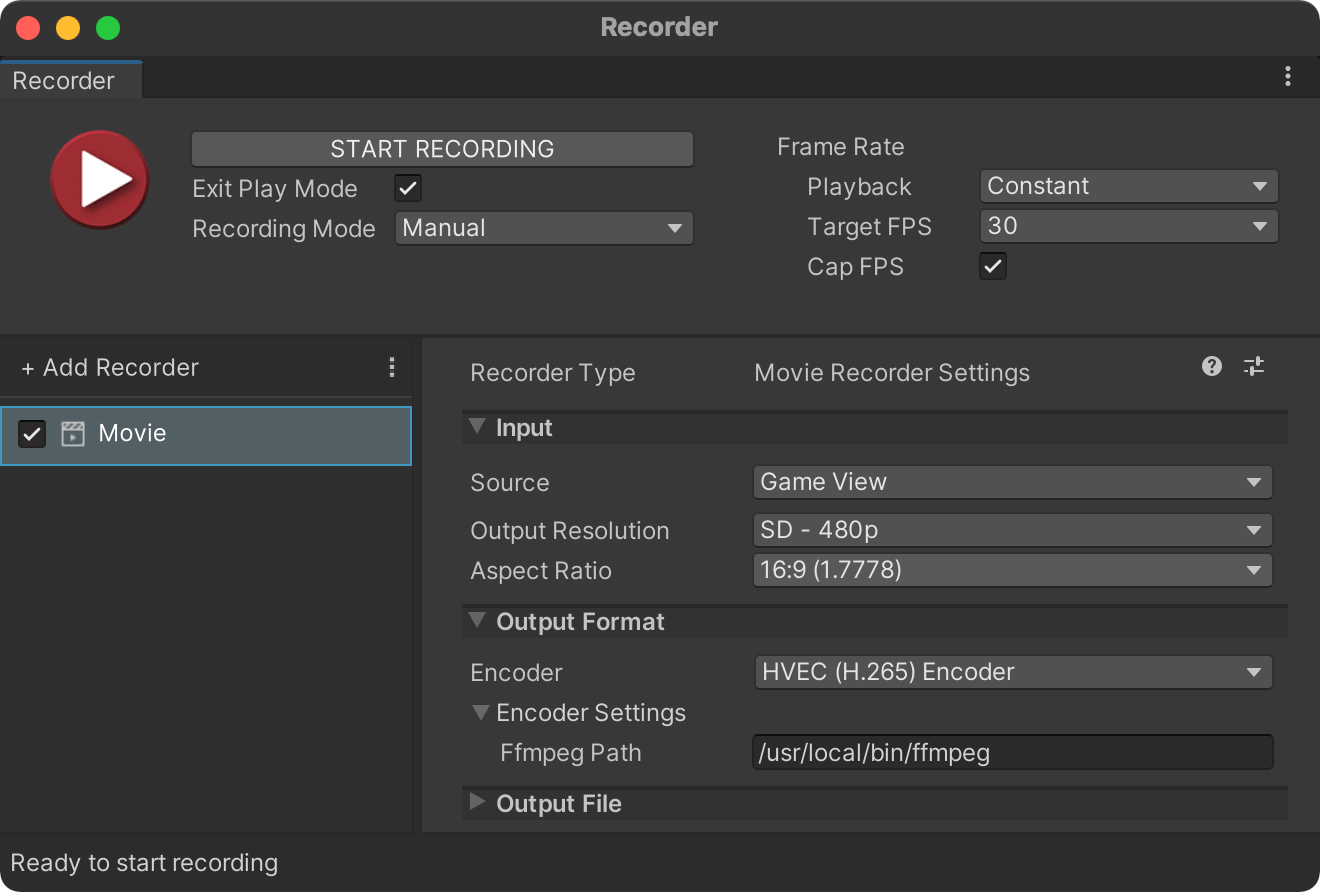 Recorder
Recorder
START RECORDING
Exit Play Mode
Recording Mode Manual
Frame Rate
Playback Constant
Target FPS 30
Cap FPS
+ Add Recorder
Movie
Recorder Type Movie Recorder Settings
Input
Source Game View
Output Resolution SD - 480p
Aspect Ratio 16:9 (1.7778)
Output Format
Encoder HVEC (H.265) Encoder
Encoder Settings
Ffmpeg Path /usr/local/bin/ffmpeg
Output File
Ready to start recording